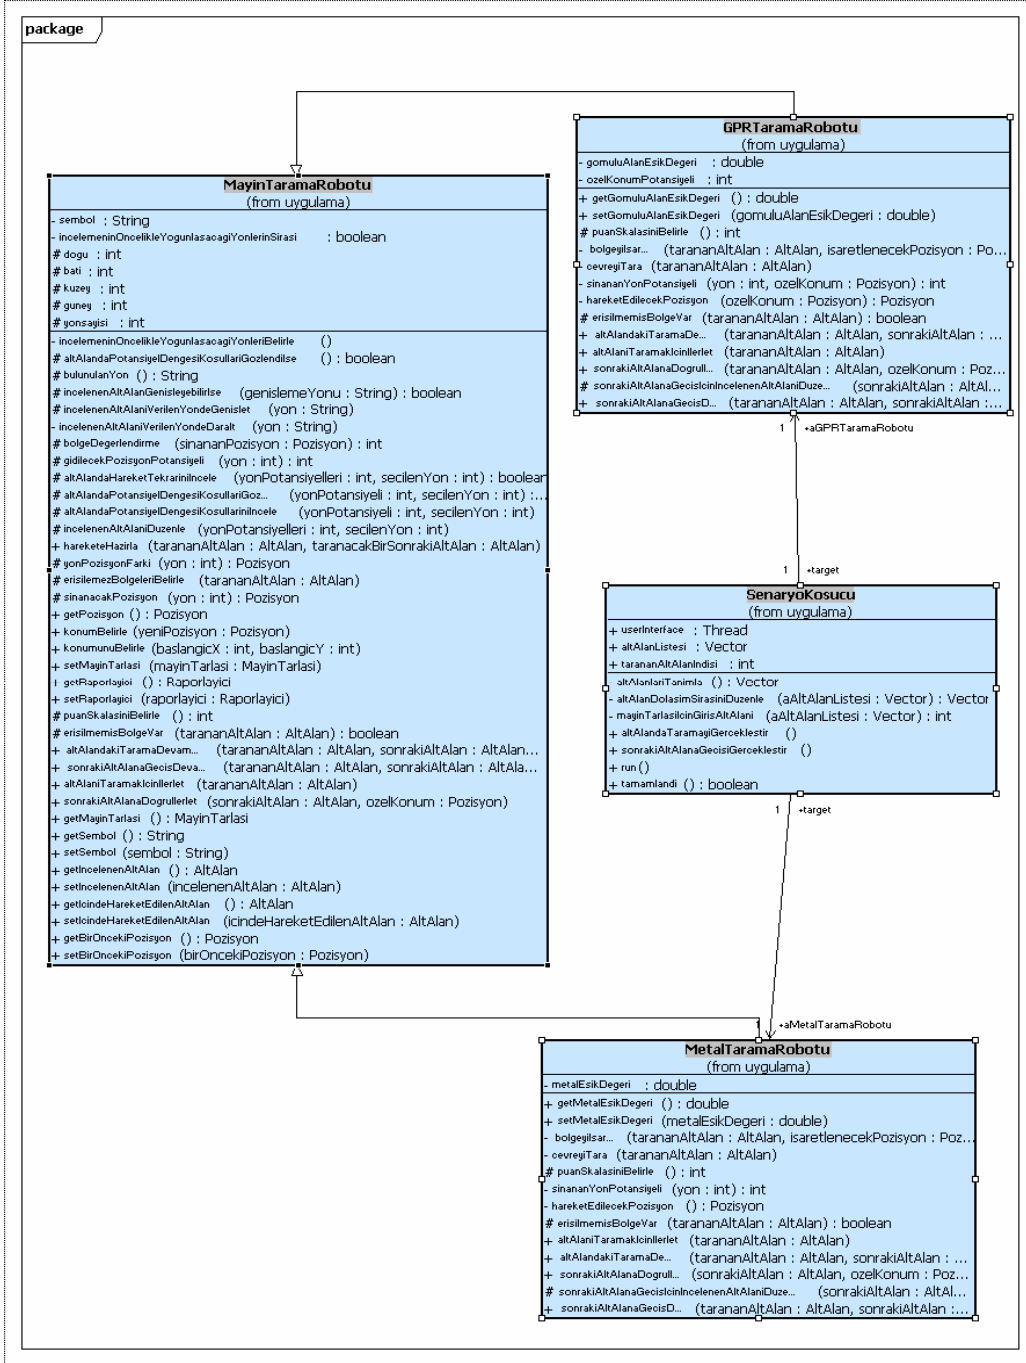 package
GPRTaramaRobotu
(from uygulama)
- gomuluAlanEsikDegeri : double
- ozelKonumPotansiyeli : int
+ getGomuluAlanEsikDegeri () : double
+ setGomuluAlanEsikDegeri (gomuluAlanEsikDegeri : double)
# puanSkalasiniBelirle () : int
- bolgeyiIsar... (tarananAltAlan : AltAlan, isaretlenecekPozisyon : Po...
- cevreyiTara (tarananAltAlan : AltAlan)
- sinananYonPotansiyeli (yon : int, ozelKonum : Pozisyon) : int
- hareketEdilecekPozisyon (ozelKonum : Pozisyon) : Pozisyon
# erisilmemisBolgeVar (tarananAltAlan : AltAlan) : boolean
+ altAlandakiTaramaDe... (tarananAltAlan : AltAlan, sonrakiAltAlan : ...
+ altAlaniTaramakIcinIlerlet (tarananAltAlan : AltAlan)
+ sonrakiAltAlanaDogruIl... (tarananAltAlan : AltAlan, ozelKonum : Poz...
# sonrakiAltAlanaGecisIcinIncelenenAltAlaniDuze... (sonrakiAltAlan : AltAl...
+ sonrakiAltAlanaGecisD... (tarananAltAlan : AltAlan, sonrakiAltAlan :...
MayinTaramaRobotu
(from uygulama)
- sembol : String
- incelemeninOncelikleYogunlasacagiYonlerinSirasi : boolean
# dogu : int
# bati : int
# kuzey : int
# guney : int
# yonsayisi : int
- incelemeninOncelikleYogunlasacagiYonleriBelirle ()
# altAlandaPotansiyelDengesiKosullariGozlendiIse () : boolean
# bulunulanYon () : String
# incelenenAltAlanGenisleyebilirIse (genislemeYonu : String) : boolean
# incelenenAltAlaniVerilenYondeGenislet (yon : String)
- incelenenAltAlaniVerilenYondeDaralt (yon : String)
# bolgeDegerlendirme (sinananPozisyon : Pozisyon) : int
# gidilecekPozisyonPotansiyeli (yon : int) : int
# altAlandaHareketTekrariniIncele (yonPotansiyelleri : int, secilenYon : int) : boolean
# altAlandaPotansiyelDengesiKosullariGoz... (yonPotansiyeli : int, secilenYon : int) :...
# altAlandaPotansiyelDengesiKosullariniIncele (yonPotansiyeli : int, secilenYon : int)
# incelenenAltAlaniDuzenle (yonPotansiyelleri : int, secilenYon : int)
+ hareketeHazirla (tarananAltAlan : AltAlan, taranacakBirSonrakiAltAlan : AltAlan)
# yonPozisyonFarki (yon : int) : Pozisyon
# erisilemezBolgeleriBelirle (tarananAltAlan : AltAlan)
# sinanacakPozisyon (yon : int) : Pozisyon
+ getPozisyon () : Pozisyon
+ konumBelirle (yeniPozisyon : Pozisyon)
+ konumunuBelirle (baslangicX : int, baslangicY : int)
+ setMayinTarlasi (mayinTarlasi : MayinTarlasi)
+ getRaporlayici () : Raporlayici
+ setRaporlayici (raporlayici : Raporlayici)
# puanSkalasiniBelirle () : int
# erisilmemisBolgeVar (tarananAltAlan : AltAlan) : boolean
+ altAlandakiTaramaDevam... (tarananAltAlan : AltAlan, sonrakiAltAlan : AltAlan...
+ sonrakiAltAlanaGecisDeva... (tarananAltAlan : AltAlan, sonrakiAltAlan : AltAla...
+ altAlaniTaramakIcinIlerlet (tarananAltAlan : AltAlan)
+ sonrakiAltAlanaDogruIlerlet (sonrakiAltAlan : AltAlan, ozelKonum : Pozisyon)
+ getMayinTarlasi () : MayinTarlasi
+ getSembol () : String
+ setSembol (sembol : String)
+ getIncelenenAltAlan () : AltAlan
+ setIncelenenAltAlan (incelenenAltAlan : AltAlan)
+ getIcindeHareketEdilenAltAlan () : AltAlan
+ setIcindeHareketEdilenAltAlan (icindeHareketEdilenAltAlan : AltAlan)
+ getBirOncekiPozisyon () : Pozisyon
+ setBirOncekiPozisyon (birOncekiPozisyon : Pozisyon)
1 +aGPRTaramaRobotu
1 +target
SenaryoKosucu
(from uygulama)
+ userInterface : Thread
+ altAlanListesi : Vector
+ tarananAltAlanIndisi : int
- altAlanlariTanimla () : Vector
- altAlanDolasimSirasiniDuzenle (aAltAlanListesi : Vector) : Vector
- mayinTarlasiIcinGirisAltAlani (aAltAlanListesi : Vector) : int
+ altAlandaTaramayiGerceklestir ()
+ sonrakiAltAlanaGecisiGerceklestir ()
+ run ()
+ tamamlandi () : boolean
1 +target
1 +aMetalTaramaRobotu
MetalTaramaRobotu
(from uygulama)
- metalEsikDegeri : double
+ getMetalEsikDegeri () : double
+ setMetalEsikDegeri (metalEsikDegeri : double)
- bolgeyiIsar... (tarananAltAlan : AltAlan, isaretlenecekPozisyon : Poz...
- cevreyiTara (tarananAltAlan : AltAlan)
# puanSkalasiniBelirle () : int
- sinananYonPotansiyeli (yon : int) : int
- hareketEdilecekPozisyon () : Pozisyon
# erisilmemisBolgeVar (tarananAltAlan : AltAlan) : boolean
+ altAlaniTaramakIcinIlerlet (tarananAltAlan : AltAlan)
+ altAlandakiTaramaDe... (tarananAltAlan : AltAlan, sonrakiAltAlan : ...
+ sonrakiAltAlanaDogruIl... (sonrakiAltAlan : AltAlan, ozelKonum : Poz...
# sonrakiAltAlanaGecisIcinIncelenenAltAlaniDuze... (sonrakiAltAlan : AltAl...
+ sonrakiAltAlanaGecisD... (tarananAltAlan : AltAlan, sonrakiAltAlan :...